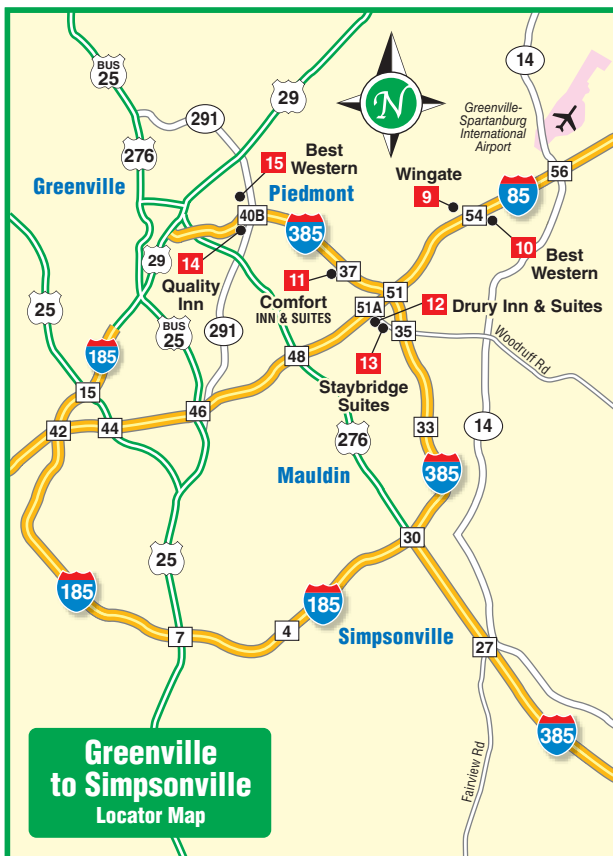 14
BUS
25
29
N
Greenville-
Spartanburg
International
Airport
291
276
15
Best
Western
Wingate
56
Greenville
Piedmont
9
85
40B
54
385
10
Best
Western
29
14
Quality
Inn
37
11
Comfort
INN & SUITES
51
51A
12
Drury Inn & Suites
25
BUS
25
291
35
Woodruff Rd
185
48
13
Staybridge
Suites
15
46
42
44
33
14
276
Mauldin
385
30
25
185
185
4
7
Simpsonville
27
385
Fairview Rd
Greenville
to Simpsonville
Locator Map